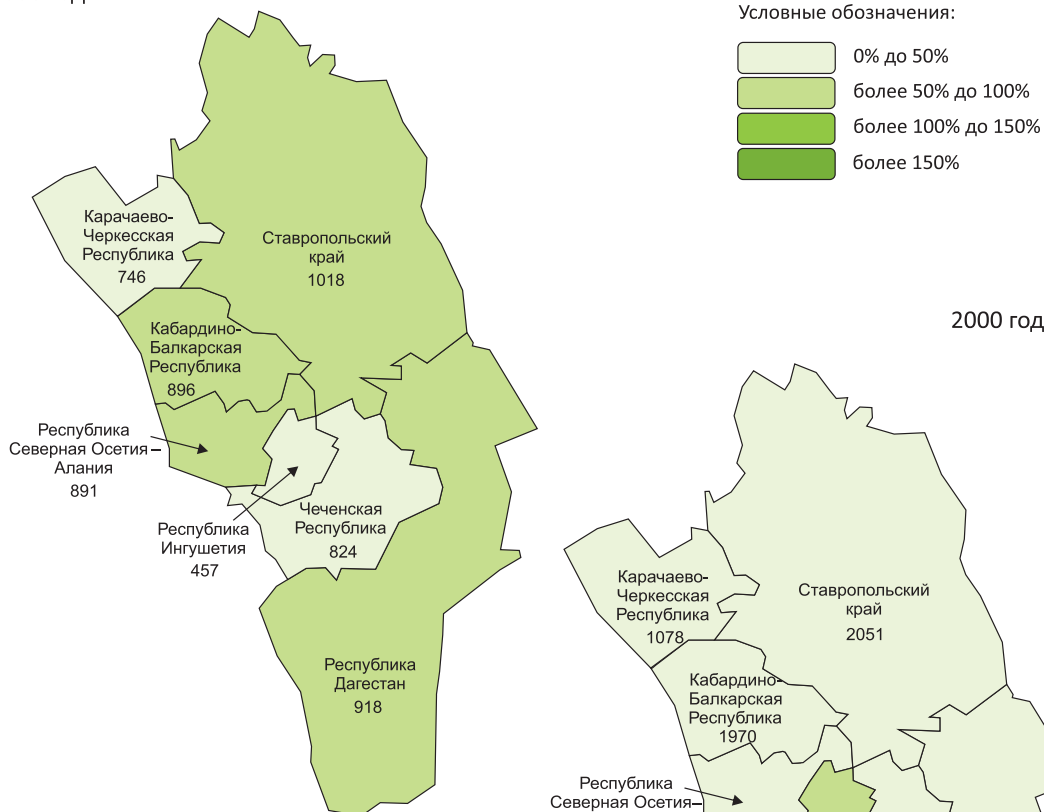 Условные обозначения:
0% до 50%
более 50% до 100%
более 100% до 150%
более 150%
Карачаево-
Черкесская
Республика
746
Ставропольский
край
1018
Кабардино-
Балкарская
Республика
896
Республика
Северная Осетия –
Алания
891
Республика
Ингушетия
457
Чеченская
Республика
824
Республика
Дагестан
918
2000 год
Карачаево-
Черкесская
Республика
1078
Ставропольский
край
2051
Кабардино-
Балкарская
Республика
1970
Республика
Северная Осетия–